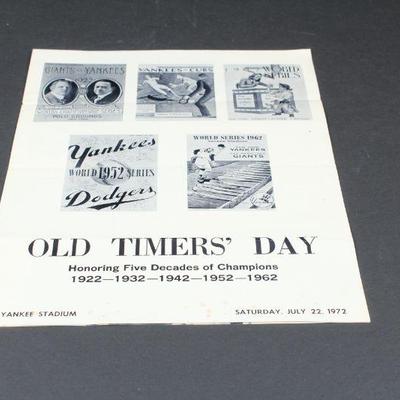 GIANTS YANKEES
1923
POLO GROUNDS
YANKEES-CUBS
WORLD
SERIES
Yankees
WORLD 1952 SERIES
Dodgers
WORLD SERIES 1962
YANKEES
GIANTS
OLD TIMERS' DAY
Honoring Five Decades of Champions
1922—1932—1942—1952—1962
YANKEE STADIUM
SATURDAY, JULY 22, 1972